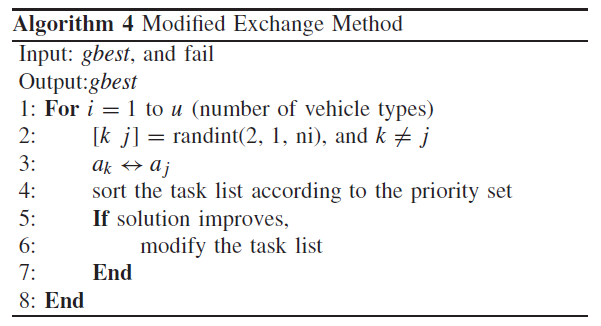 Algorithm 4 Modified Exchange Method
Input: gbest, and fail
Output:gbest
1: For i = 1 to u (number of vehicle types)
2: [k j] = randint(2, 1, ni), and k ≠ j
3: aₖ ↔ aⱼ
4: sort the task list according to the priority set
5: If solution improves,
6: modify the task list
7: End
8: End